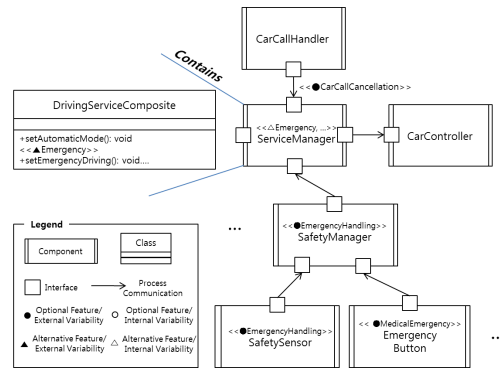 CarCallHandler
Contains
<<●CarCallCancellation>>
DrivingServiceComposite
+setAutomaticMode(): void
<<▲Emergency>>
+setEmergencyDriving(): void....
<<△Emergency, ...>>
ServiceManager
CarController
...
<<●EmergencyHandling>>
SafetyManager
Legend
Component
Class
Interface
Process
Communication
● Optional Feature/
External Variability
○ Optional Feature/
Internal Variability
▲ Alternative Feature/
External Variability
△ Alternative Feature/
Internal Variability
<<●EmergencyHandling>>
SafetySensor
<< ●MedicalEmergency>>
Emergency
Button
..